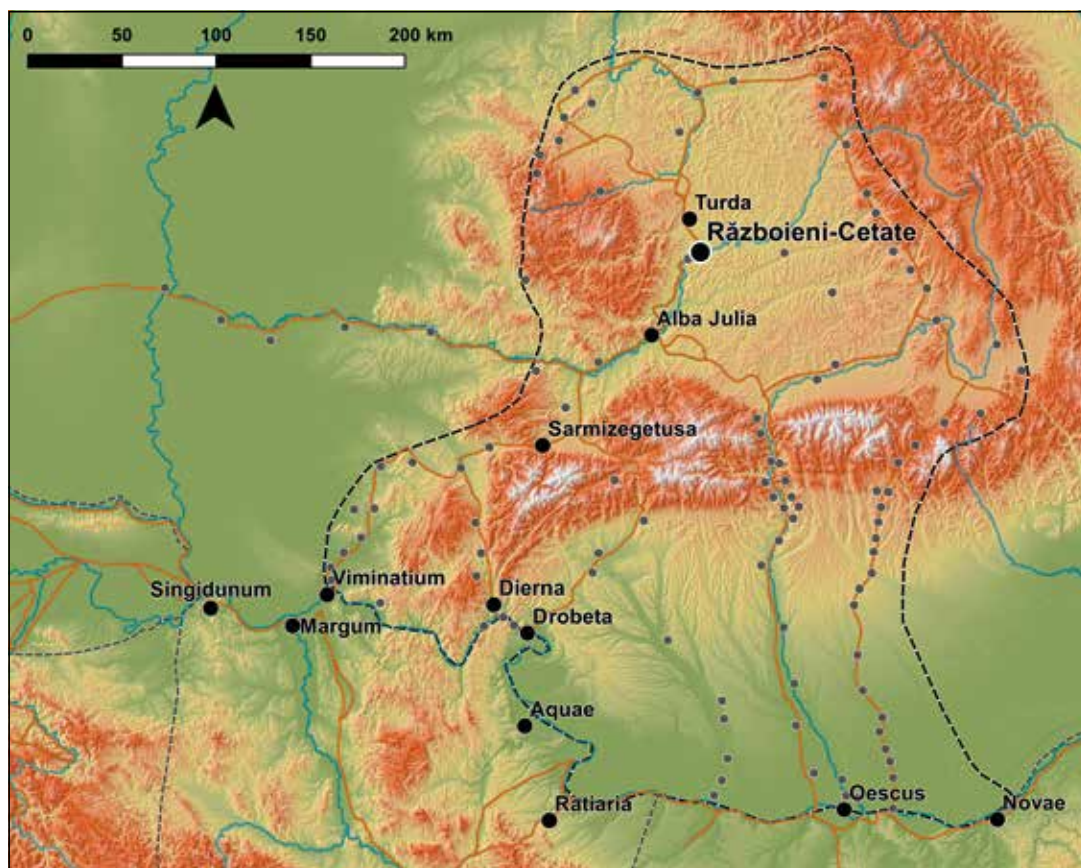 0 50 100 150 200 km
Turda
Războieni-Cetate
Alba Julia
Sarmizegetusa
Singidunum
Viminatium
Margum
Dierna
Drobeta
Aquae
Ratiaria
Oescus
Novae